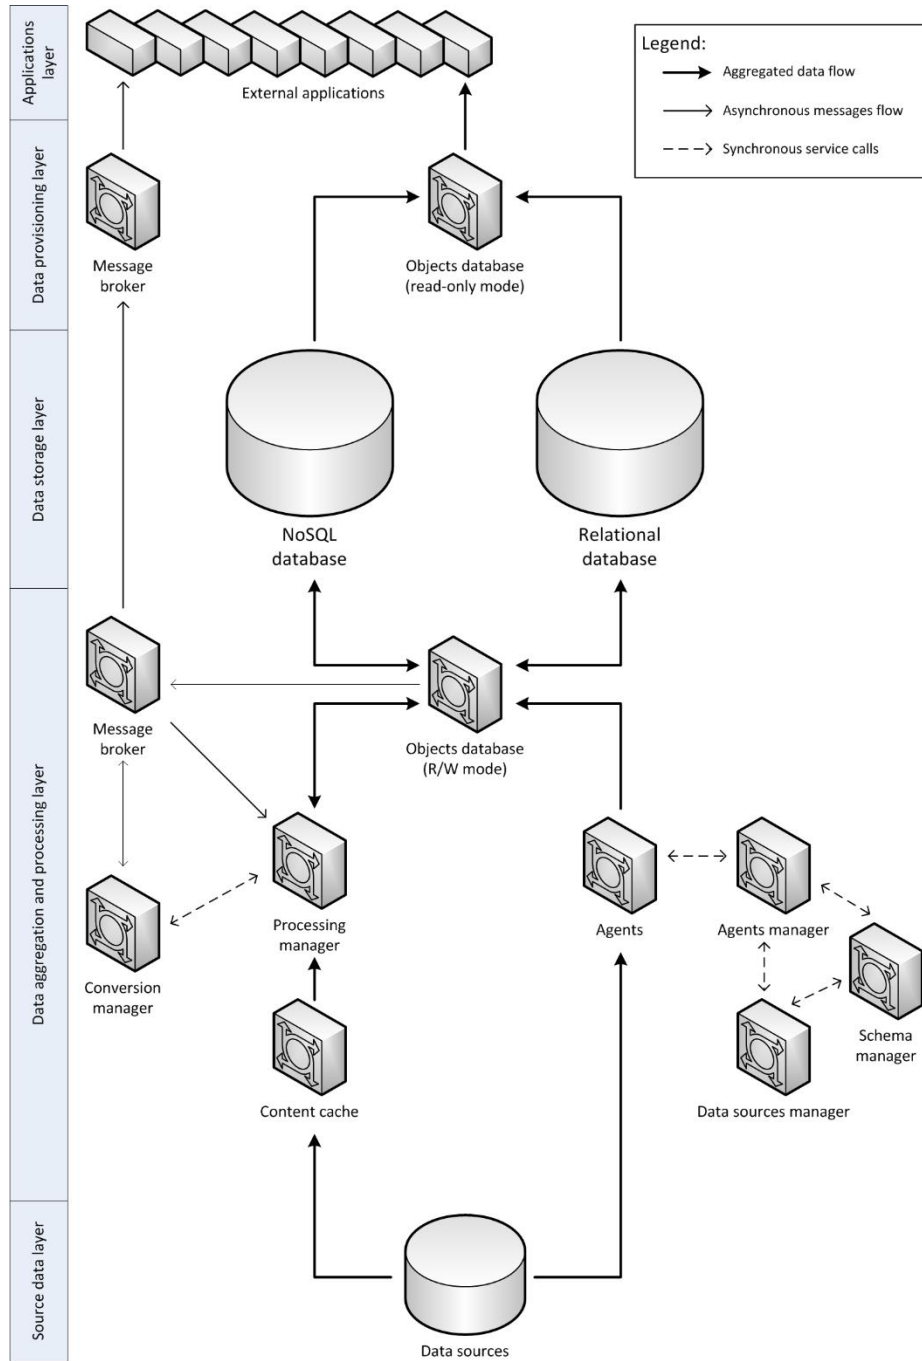 Applications
layer
External applications
Legend:
Aggregated data flow
Asynchronous messages flow
Synchronous service calls
Data provisioning layer
Message
broker
Objects database
(read-only mode)
Data storage layer
NoSQL
database
Relational
database
Data aggregation and processing layer
Message
broker
Objects database
(R/W mode)
Conversion
manager
Processing
manager
Agents
Agents manager
Schema
manager
Content cache
Data sources manager
Source data layer
Data sources